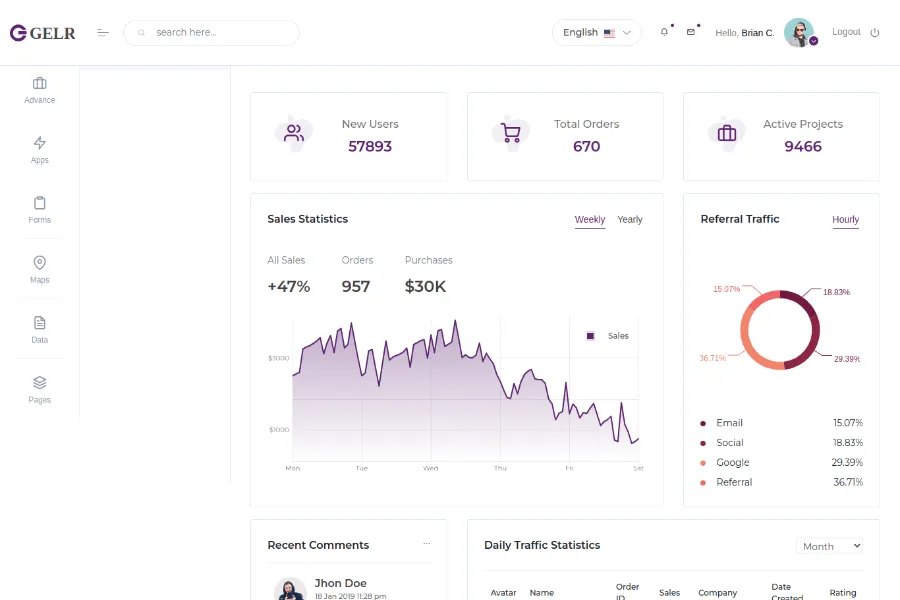 GELR
search here...
English
Hello, Brian C.
Logout
Advance
Apps
Forms
Maps
Data
Pages
New Users
57893
Total Orders
670
Active Projects
9466
Sales Statistics
Weekly
Yearly
All Sales
Orders
Purchases
+47%
957
$30K
Sales
$3000
$1000
Mon
Tue
Wed
Thu
Fri
Sat
Referral Traffic
Hourly
15.07%
18.83%
36.71%
29.39%
Email 15.07%
Social 18.83%
Google 29.39%
Referral 36.71%
Recent Comments
...
Jhon Doe
18 Jan 2019 11:28 pm
Daily Traffic Statistics
Month
Avatar
Name
Order
ID
Sales
Company
Date
Created
Rating